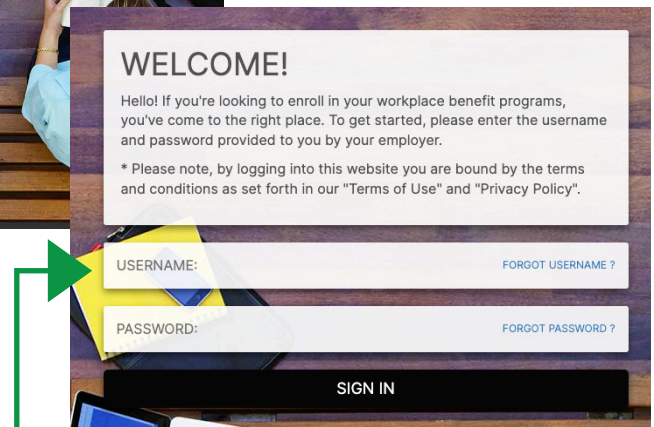 WELCOME!
Hello! If you're looking to enroll in your workplace benefit programs,
you've come to the right place. To get started, please enter the username
and password provided to you by your employer.
* Please note, by logging into this website you are bound by the terms
and conditions as set forth in our "Terms of Use" and "Privacy Policy".
USERNAME: FORGOT USERNAME ?
PASSWORD: FORGOT PASSWORD ?
SIGN IN